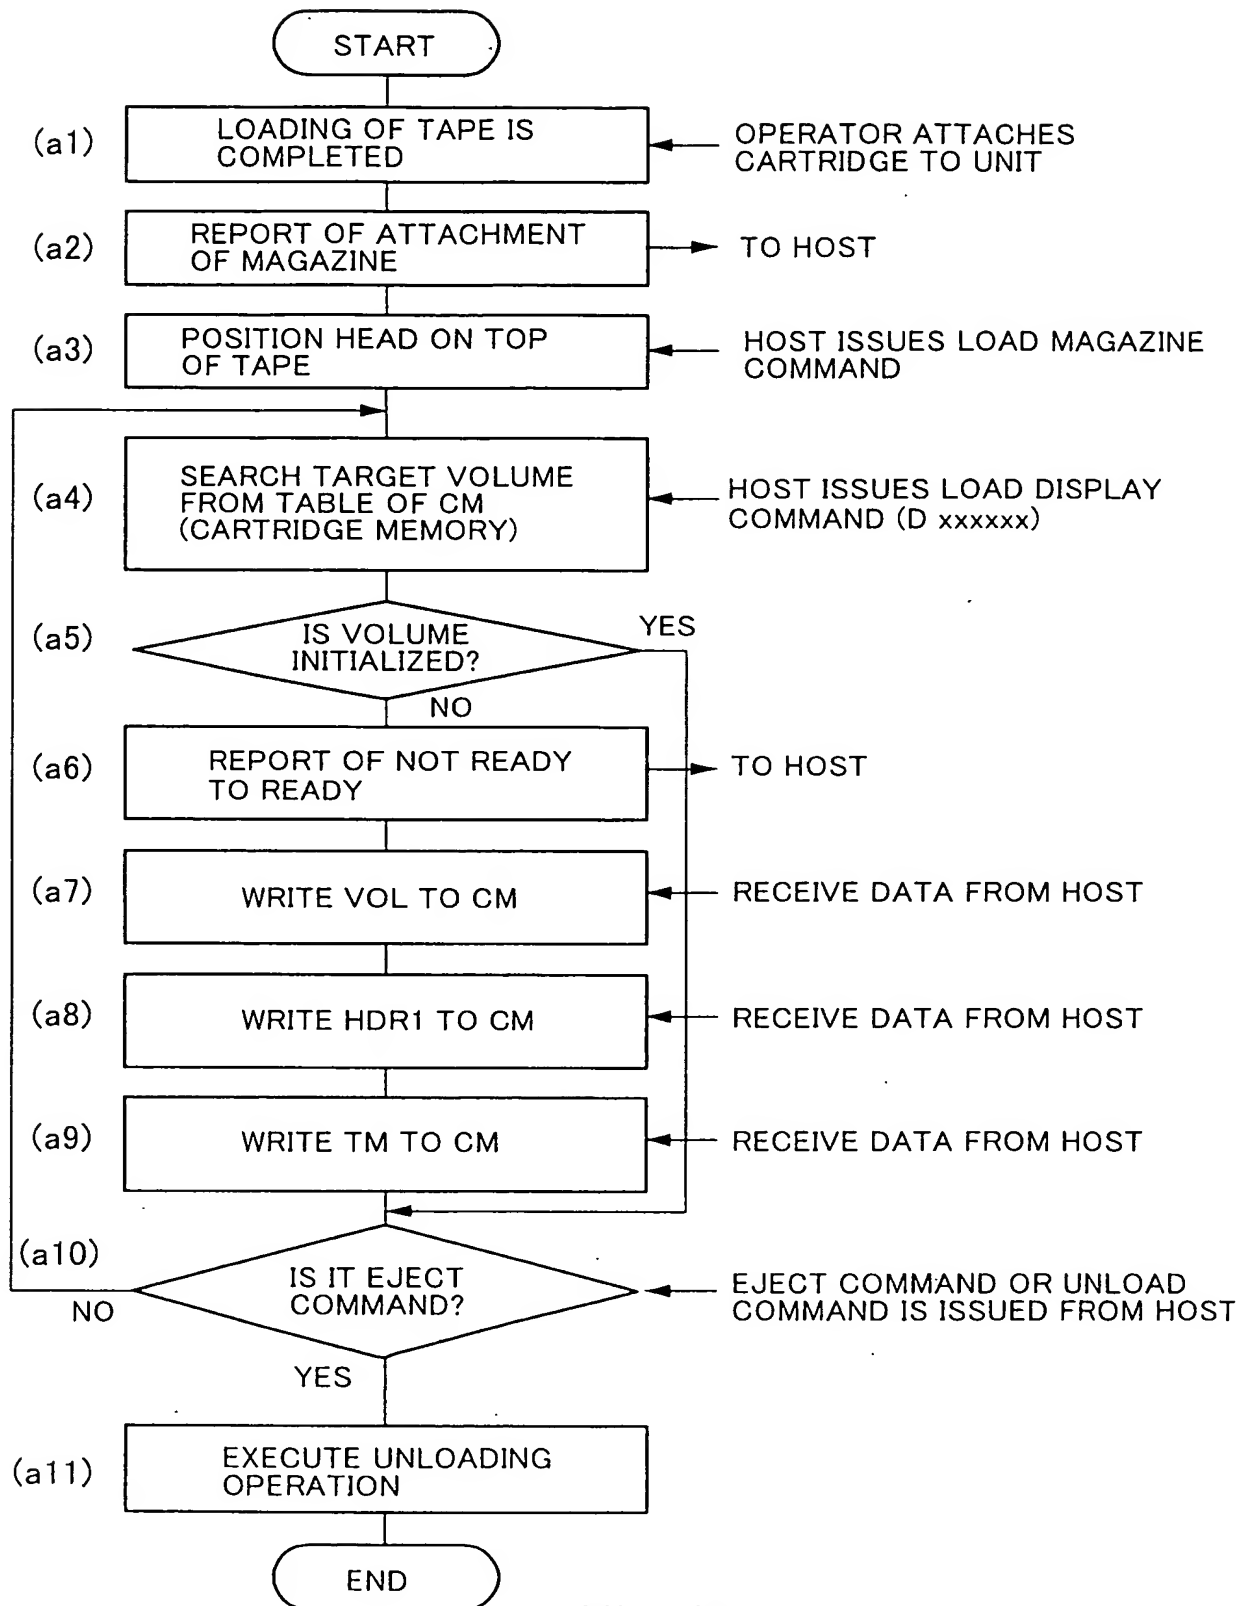 START
(a1)
LOADING OF TAPE IS
COMPLETED
OPERATOR ATTACHES
CARTRIDGE TO UNIT
(a2)
REPORT OF ATTACHMENT
OF MAGAZINE
TO HOST
(a3)
POSITION HEAD ON TOP
OF TAPE
HOST ISSUES LOAD MAGAZINE
COMMAND
(a4)
SEARCH TARGET VOLUME
FROM TABLE OF CM
(CARTRIDGE MEMORY)
HOST ISSUES LOAD DISPLAY
COMMAND (D xxxxxx)
(a5)
IS VOLUME
INITIALIZED?
YES
NO
(a6)
REPORT OF NOT READY
TO READY
TO HOST
(a7)
WRITE VOL TO CM
RECEIVE DATA FROM HOST
(a8)
WRITE HDR1 TO CM
RECEIVE DATA FROM HOST
(a9)
WRITE TM TO CM
RECEIVE DATA FROM HOST
(a10)
IS IT EJECT
COMMAND?
EJECT COMMAND OR UNLOAD
COMMAND IS ISSUED FROM HOST
NO
YES
(a11)
EXECUTE UNLOADING
OPERATION
END